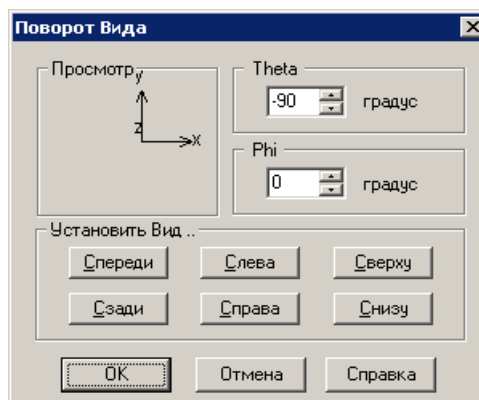 Поворот Вида
Просмотр
y
z
x
Theta
-90 градус
Phi
0 градус
Установить Вид ..
Спереди Слева Сверху
Сзади Справа Снизу
OK Отмена Справка